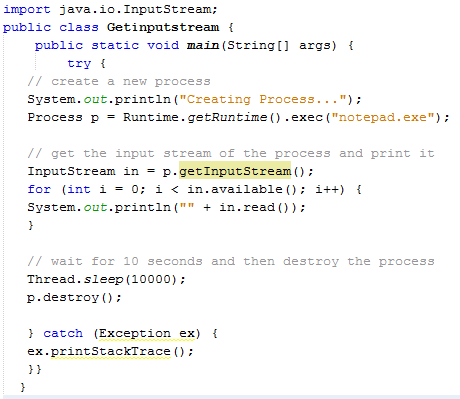 import java.io.InputStream;
public class Getinputstream {
public static void main(String[] args) {
try {
// create a new process
System.out.println("Creating Process...");
Process p = Runtime.getRuntime().exec("notepad.exe");
// get the input stream of the process and print it
InputStream in = p.getInputStream();
for (int i = 0; i < in.available(); i++) {
System.out.println("" + in.read());
}
// wait for 10 seconds and then destroy the process
Thread.sleep(10000);
p.destroy();
} catch (Exception ex) {
ex.printStackTrace();
}}
}